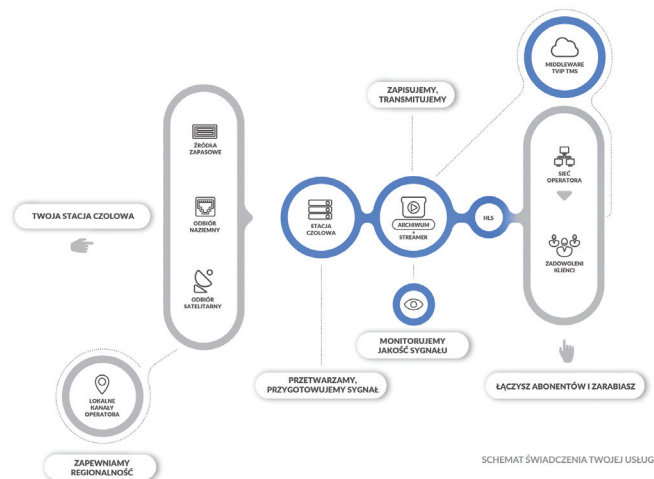 MIDDLEWARE
TVIP TMS
ZAPISUJEMY,
TRANSMITUJEMY
ŹRÓDŁA
ZAPASOWE
SIEĆ
OPERATORA
TWOJA STACJA CZOŁOWA
ODBIÓR
NAZIEMNY
STACJA
CZOŁOWA
ARCHIWUM
+
STREAMER
HLS
ZADOWOLENI
KLIENCI
ODBIÓR
SATELITARNY
MONITORUJEMY
JAKOŚĆ SYGNAŁU
PRZETWARZAMY,
PRZYGOTOWUJEMY SYGNAŁ
ŁĄCZYSZ ABONENTÓW I ZARABIASZ
LOKALNE
KANAŁY
OPERATORA
ZAPEWNIAMY
REGIONALNOŚĆ
SCHEMAT ŚWIADCZENIA TWOJEJ USŁUG